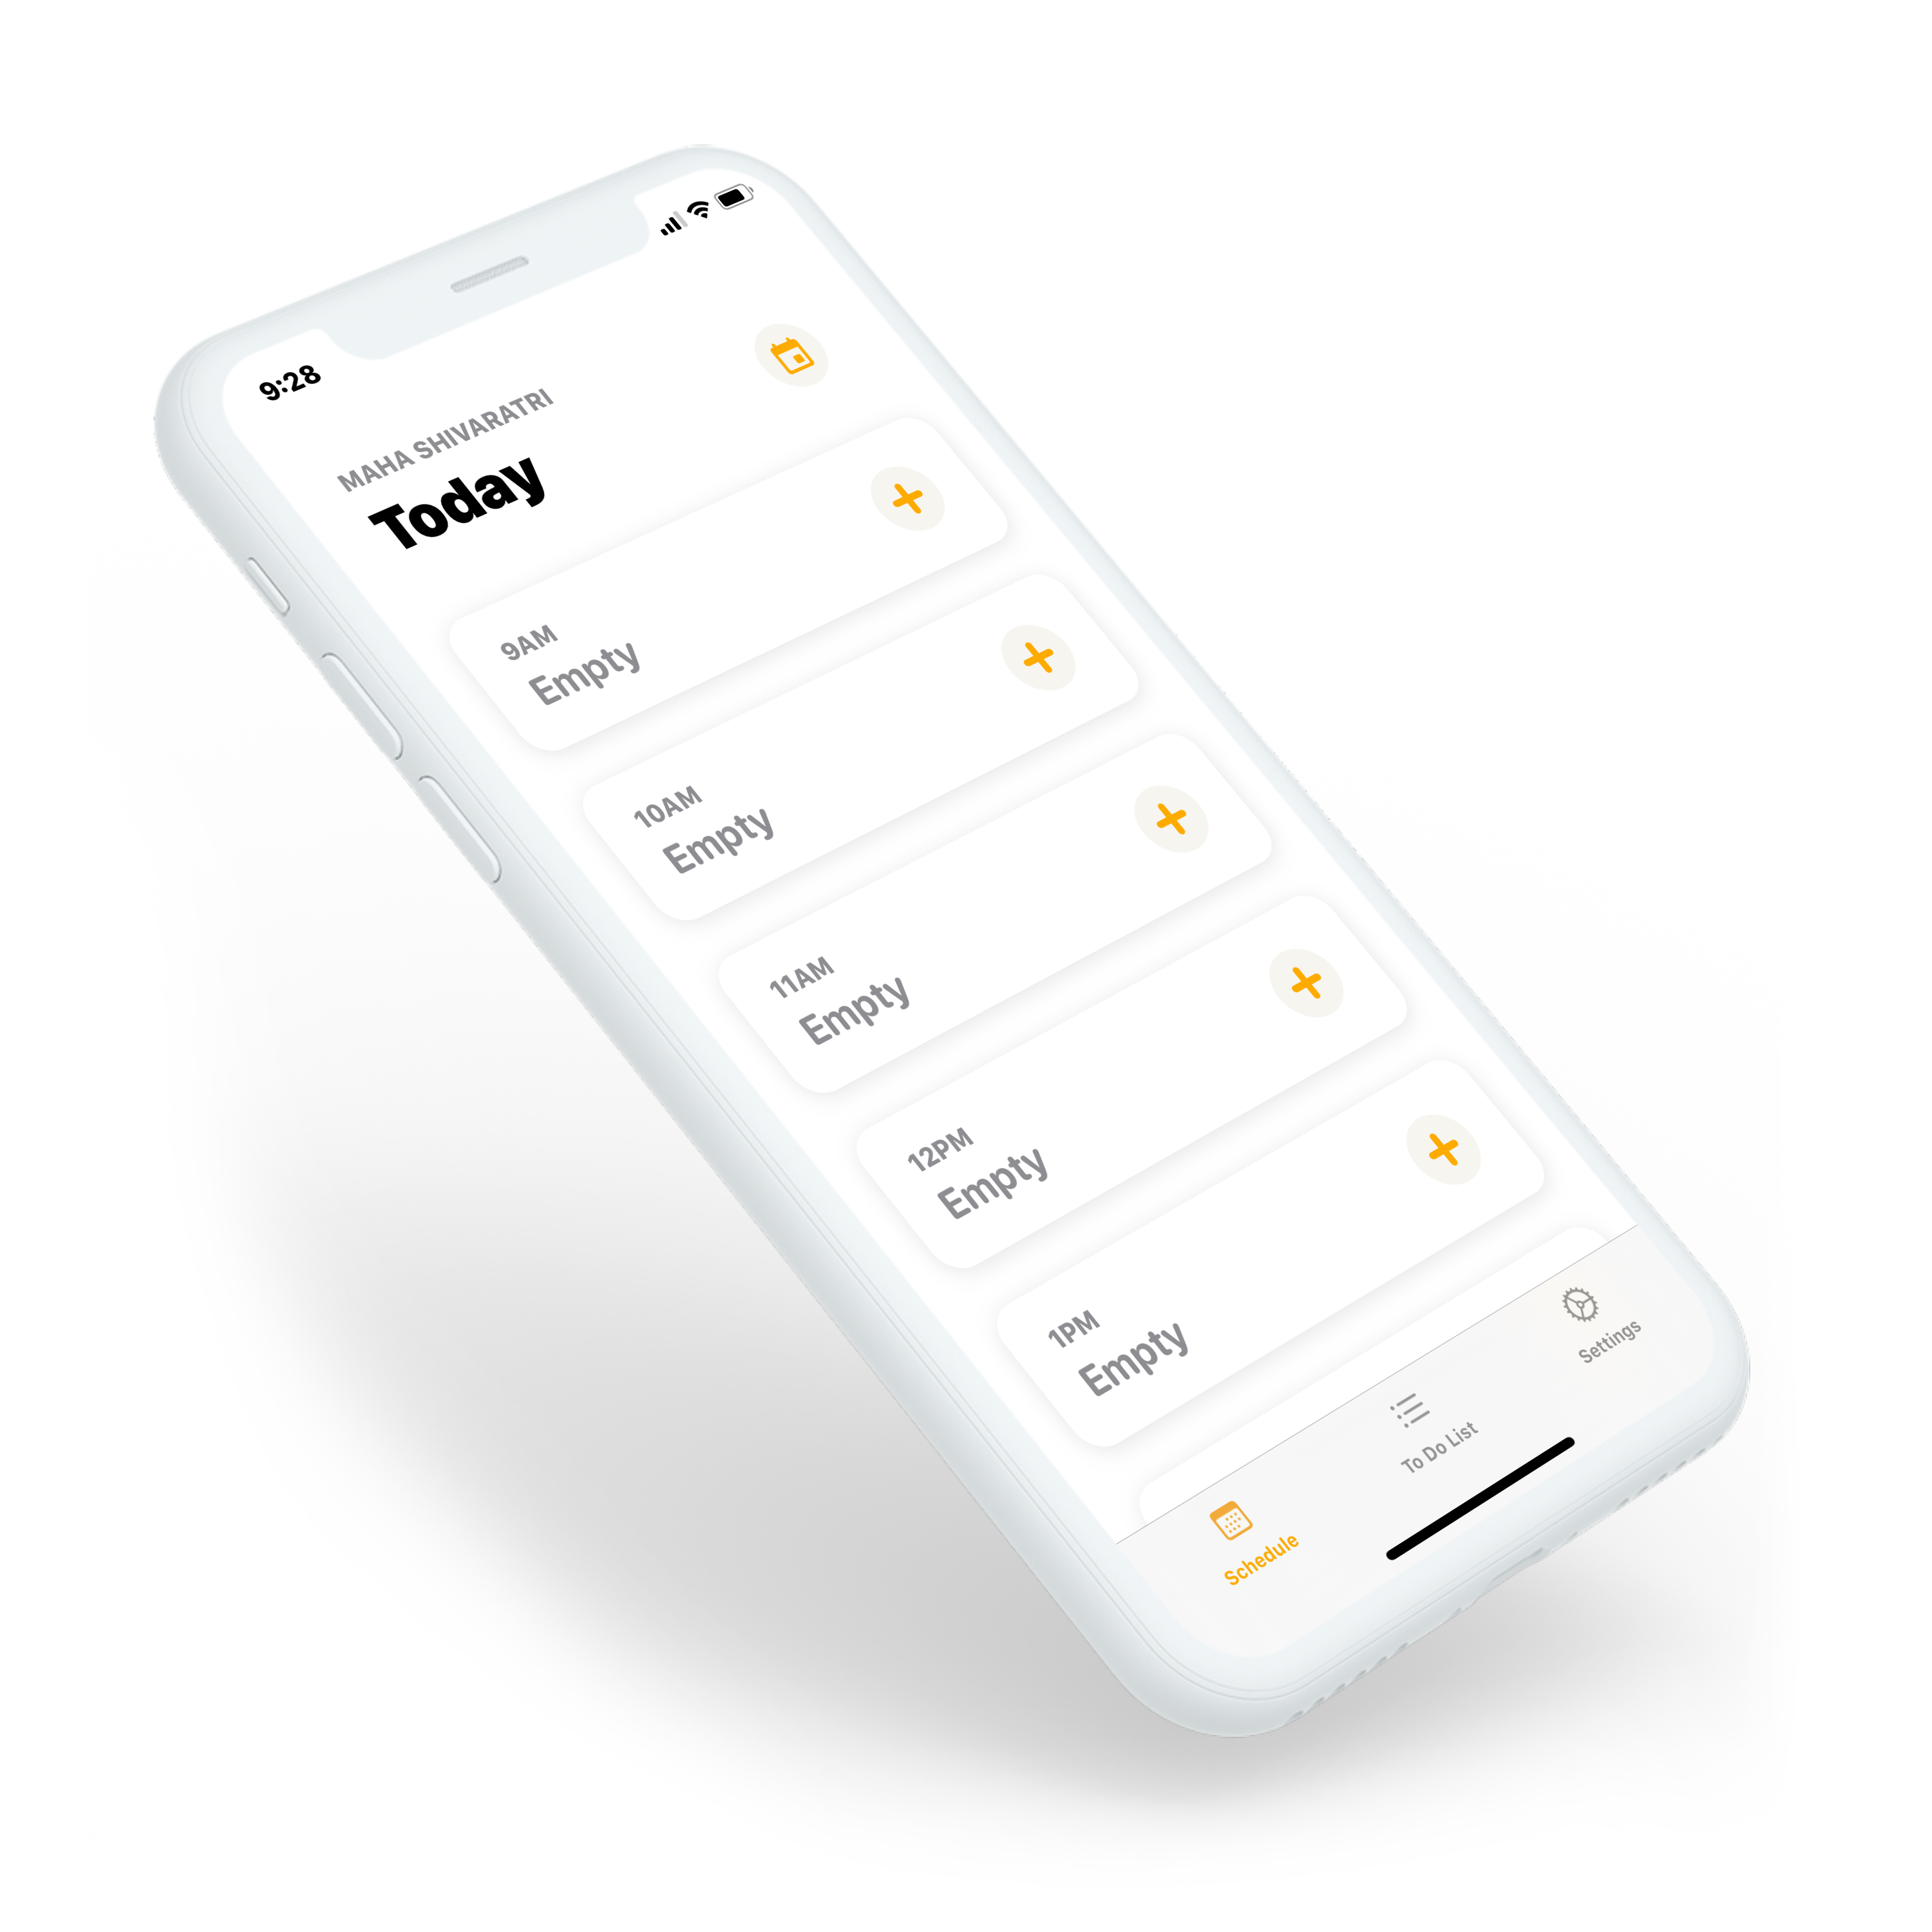 9:28
MAHA SHIVARATRI
Today
9AM
Empty
10AM
Empty
11AM
Empty
12PM
Empty
1PM
Empty
Schedule
To Do List
Settings